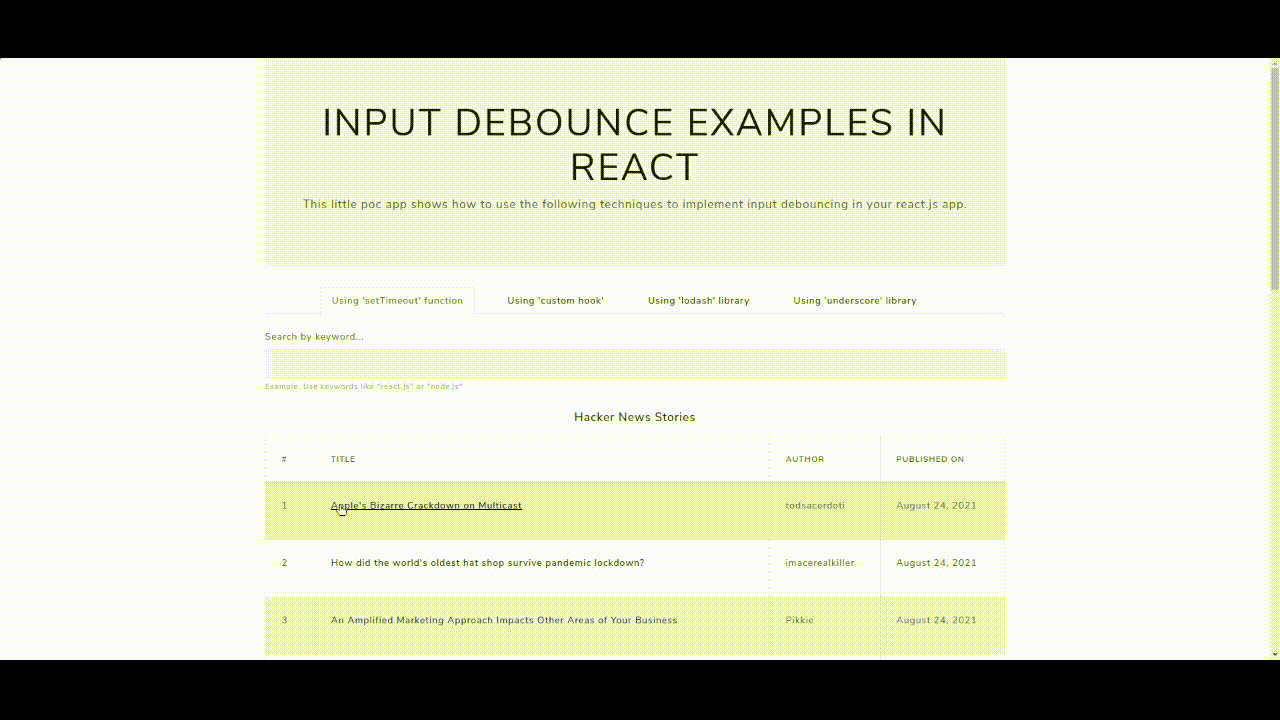 INPUT DEBOUNCE EXAMPLES IN
REACT
This little poc app shows how to use the following techniques to implement input debouncing in your react.js app.
Using 'setTimeout' function Using 'custom hook' Using 'lodash' library Using 'underscore' library
Search by keyword...
Example: Use keywords like "react.js" or "node.js"
Hacker News Stories
# TITLE AUTHOR PUBLISHED ON
1 Apple's Bizarre Crackdown on Multicast todsacerdoti August 24, 2021
2 How did the world's oldest hat shop survive pandemic lockdown? imacerealkiller August 24, 2021
3 An Amplified Marketing Approach Impacts Other Areas of Your Business Pikkie August 24, 2021